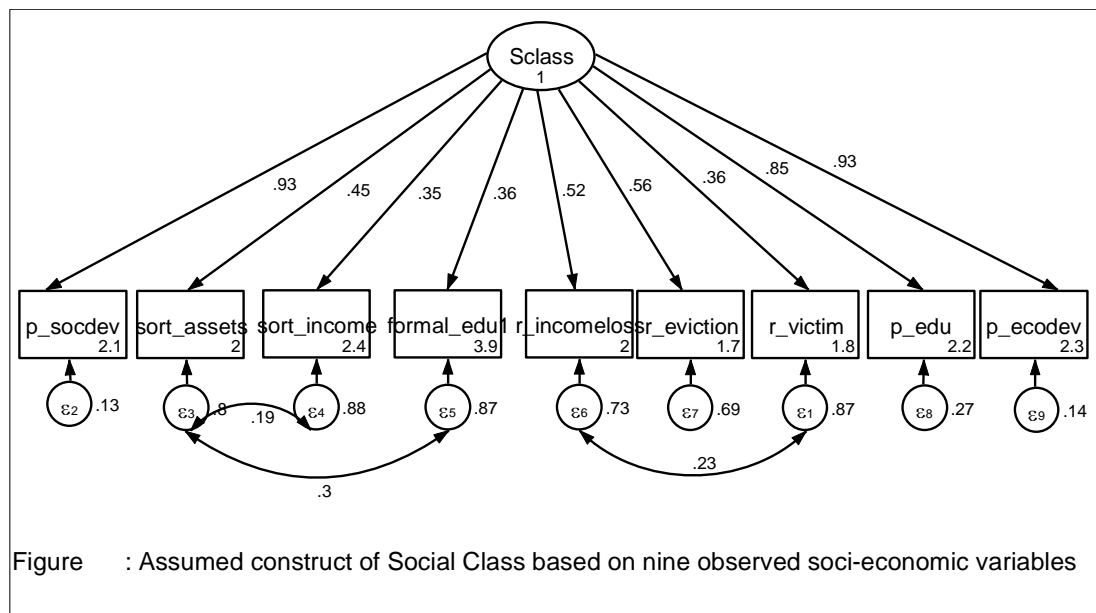 Sclass
1
.93 .45 .35 .36 .52 .56 .36 .85 .93
p_socdev sort_assets sort_income formal_edu1 r_incomeloss r_eviction r_victim p_edu p_ecodev
2.1 2 2.4 3.9 2 1.7 1.8 2.2 2.3
ε2 .13 ε3 .8 ε4 .88 ε5 .87 ε6 .73 ε7 .69 ε1 .87 ε8 .27 ε9 .14
.19
.23
.3
Figure : Assumed construct of Social Class based on nine observed soci-economic variables